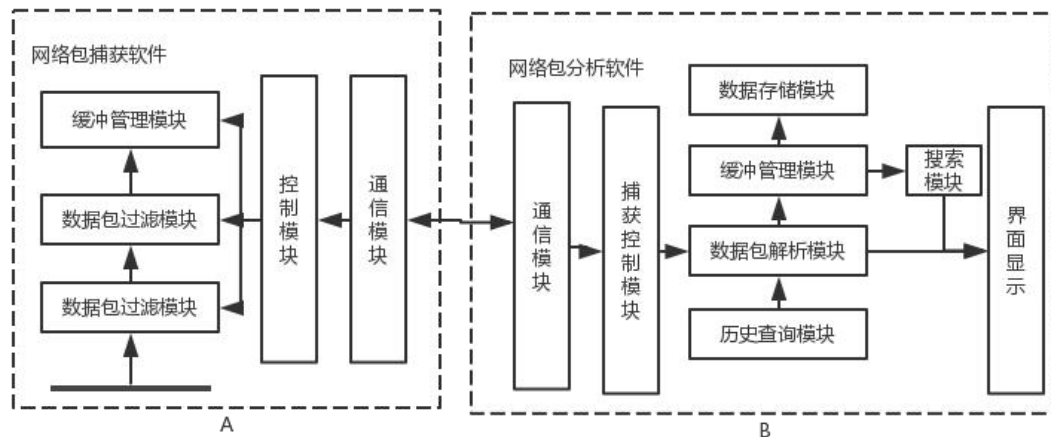 网络包捕获软件
缓冲管理模块
数据包过滤模块
数据包过滤模块
控制模块
通信模块
A
网络包分析软件
通信模块
捕获控制模块
数据存储模块
缓冲管理模块
搜索
模块
数据包解析模块
历史查询模块
界面显示
B